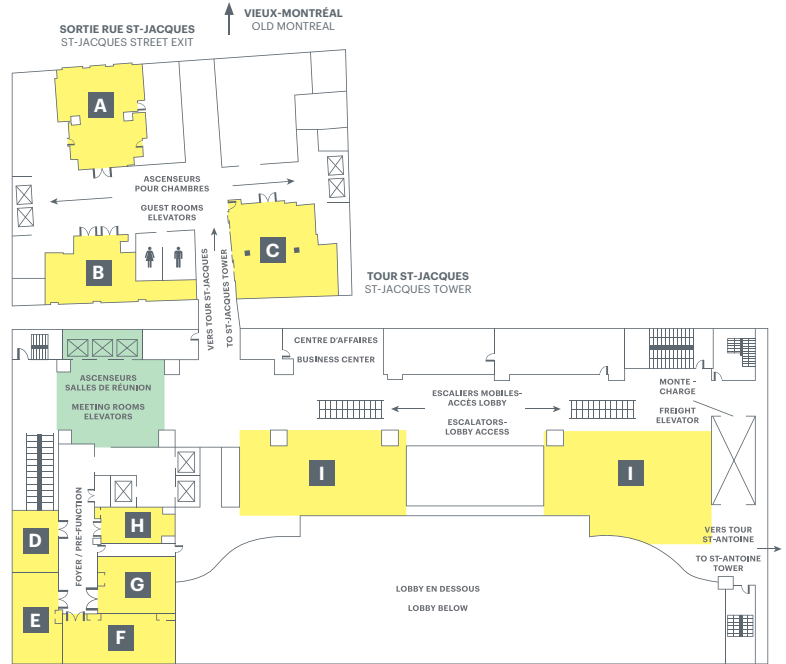 VIEUX-MONTRÉAL
OLD MONTREAL
SORTIE RUE ST-JACQUES
ST-JACQUES STREET EXIT
A
ASCENSEURS
POUR CHAMBRES
GUEST ROOMS
ELEVATORS
B
C
VERS TOUR ST-JACQUES
TO ST-JACQUES TOWER
TOUR ST-JACQUES
ST-JACQUES TOWER
CENTRE D'AFFAIRES
BUSINESS CENTER
ASCENSEURS
SALLES DE RÉUNION
MEETING ROOMS
ELEVATORS
ESCALIERS MOBILES-
ACCÈS LOBBY
ESCALATORS-
LOBBY ACCESS
MONTE -
CHARGE
FREIGHT
ELEVATOR
I
I
FOYER / PRE-FUNCTION
D
H
G
E
F
VERS TOUR
ST-ANTOINE
TO ST-ANTOINE
TOWER
LOBBY EN DESSOUS
LOBBY BELOW